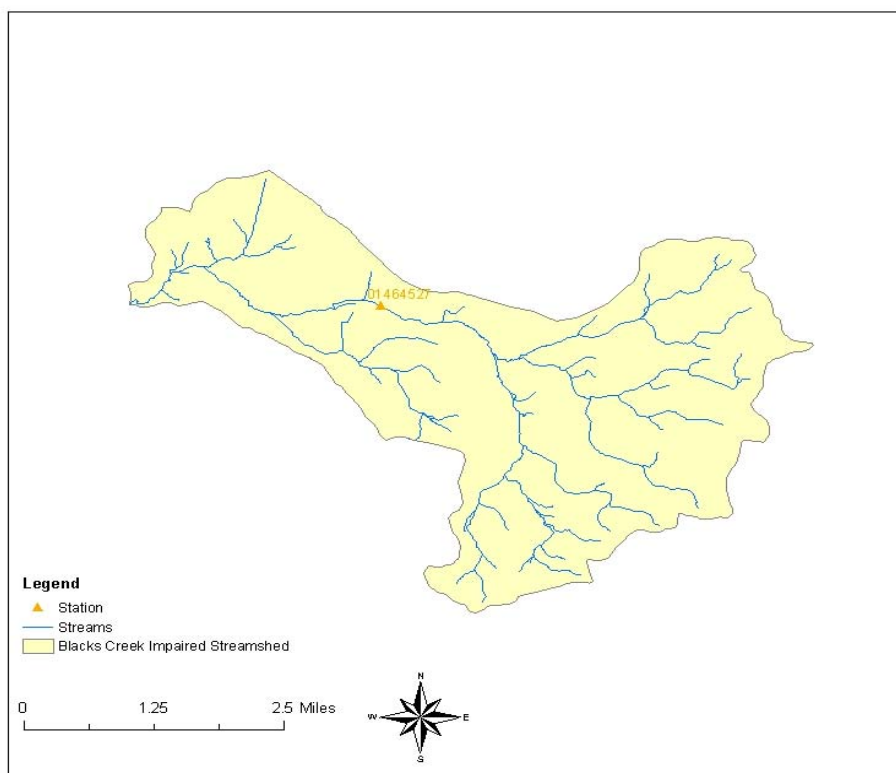 01464527
Legend
Station
Streams
Blacks Creek Impaired Streamshed
0 1.25 2.5 Miles
N
W E
S